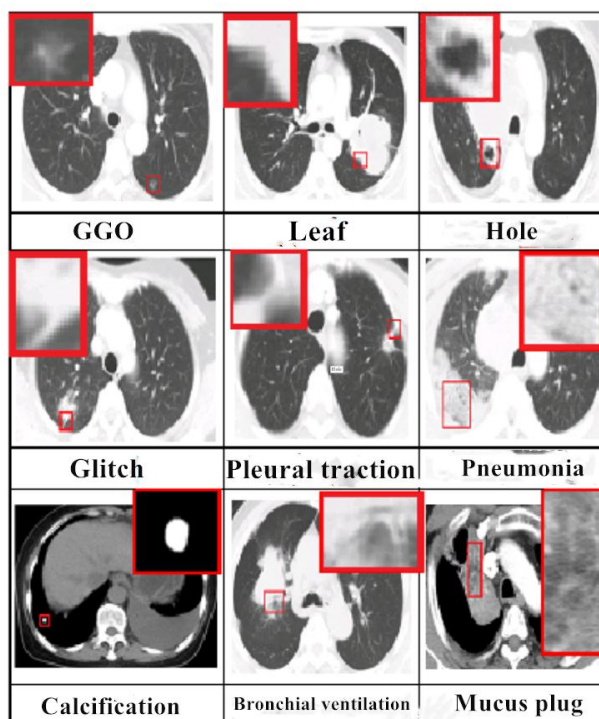 GGO
Leaf
Hole
Glitch
Pleural traction
Pneumonia
Calcification
Bronchial ventilation
Mucus plug